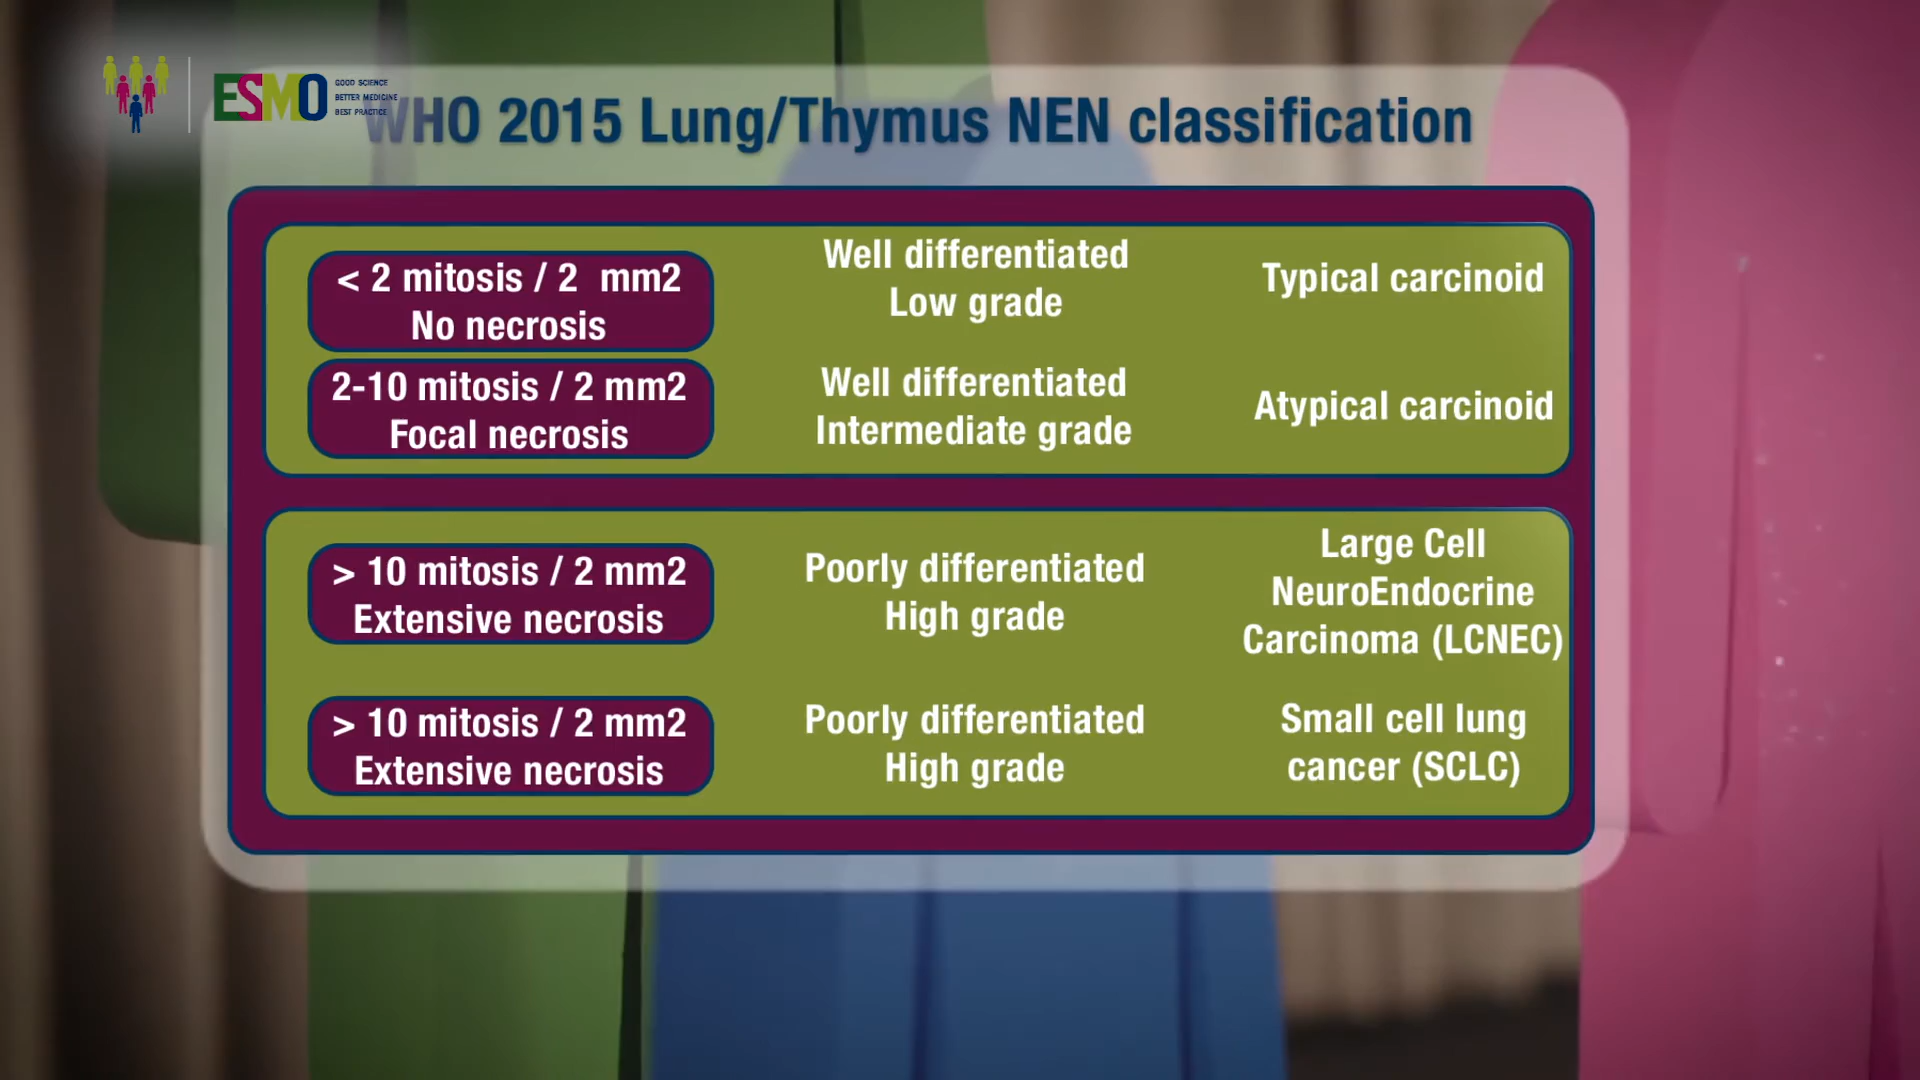 ESMO
GOOD SCIENCE
BETTER MEDICINE
BEST PRACTICE
WHO 2015 Lung/Thymus NEN classification
< 2 mitosis / 2 mm2
No necrosis
Well differentiated
Low grade
Typical carcinoid
2-10 mitosis / 2 mm2
Focal necrosis
Well differentiated
Intermediate grade
Atypical carcinoid
> 10 mitosis / 2 mm2
Extensive necrosis
Poorly differentiated
High grade
Large Cell
NeuroEndocrine
Carcinoma (LCNEC)
> 10 mitosis / 2 mm2
Extensive necrosis
Poorly differentiated
High grade
Small cell lung
cancer (SCLC)